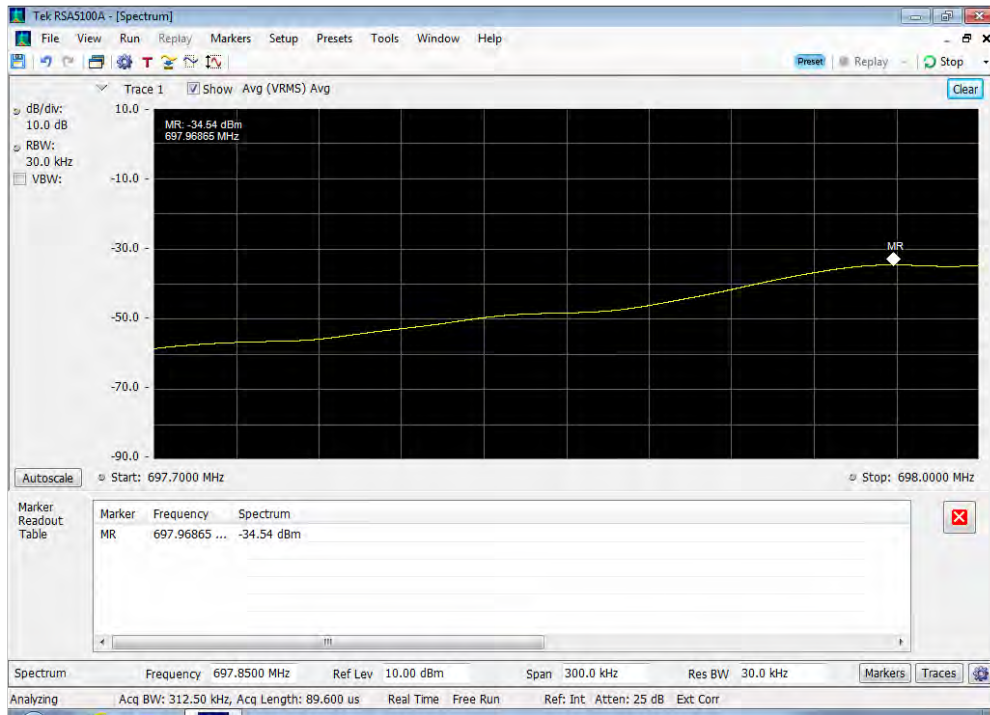 Tek RSA5100A - [Spectrum]
File View Run Replay Markers Setup Presets Tools Window Help
T Preset Replay Stop
Trace 1 Show Avg (VRMS) Avg Clear
dB/div:
10.0 dB
RBW:
30.0 kHz
VBW:
10.0
-10.0
-30.0
-50.0
-70.0
-90.0
MR: -34.54 dBm
697.96865 MHz
MR
Autoscale Start: 697.7000 MHz Stop: 698.0000 MHz
Marker
Readout
Table
Marker Frequency Spectrum
MR 697.96865 ... -34.54 dBm
Spectrum Frequency 697.8500 MHz Ref Lev 10.00 dBm Span 300.0 kHz Res BW 30.0 kHz Markers Traces
Analyzing Acq BW: 312.50 kHz, Acq Length: 89.600 us Real Time Free Run Ref: Int Atten: 25 dB Ext Corr